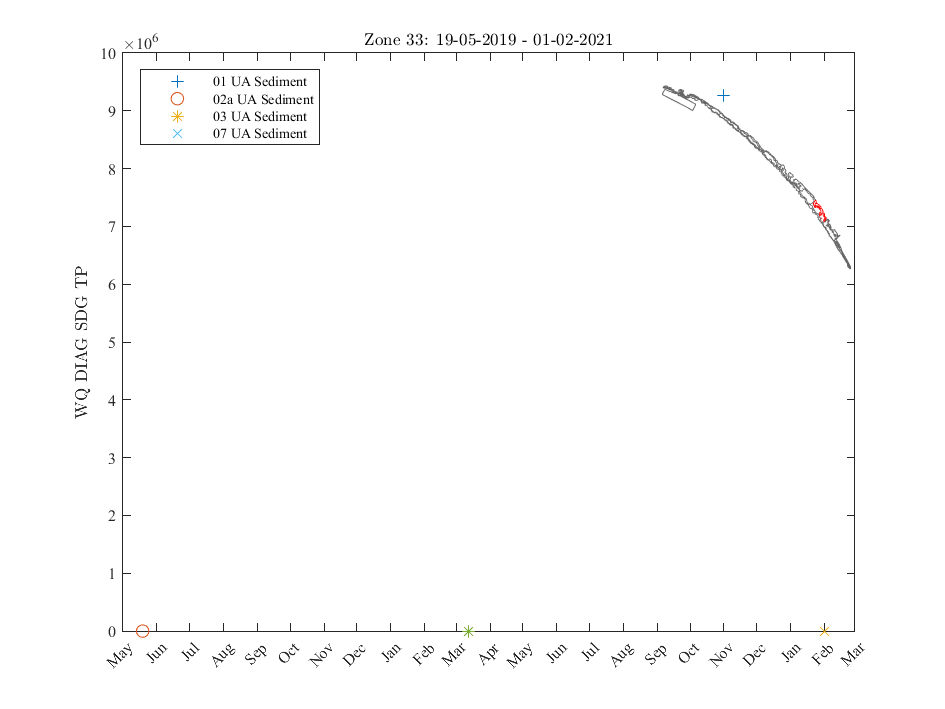 Zone 33: 19-05-2019 - 01-02-2021
×10^6
10
9
8
7
6
5
4
3
2
1
0
WQ DIAG SDG TP
01 UA Sediment
02a UA Sediment
03 UA Sediment
07 UA Sediment
May Jun Jul Aug Sep Oct Nov Dec Jan Feb Mar Apr May Jun Jul Aug Sep Oct Nov Dec Jan Feb Mar